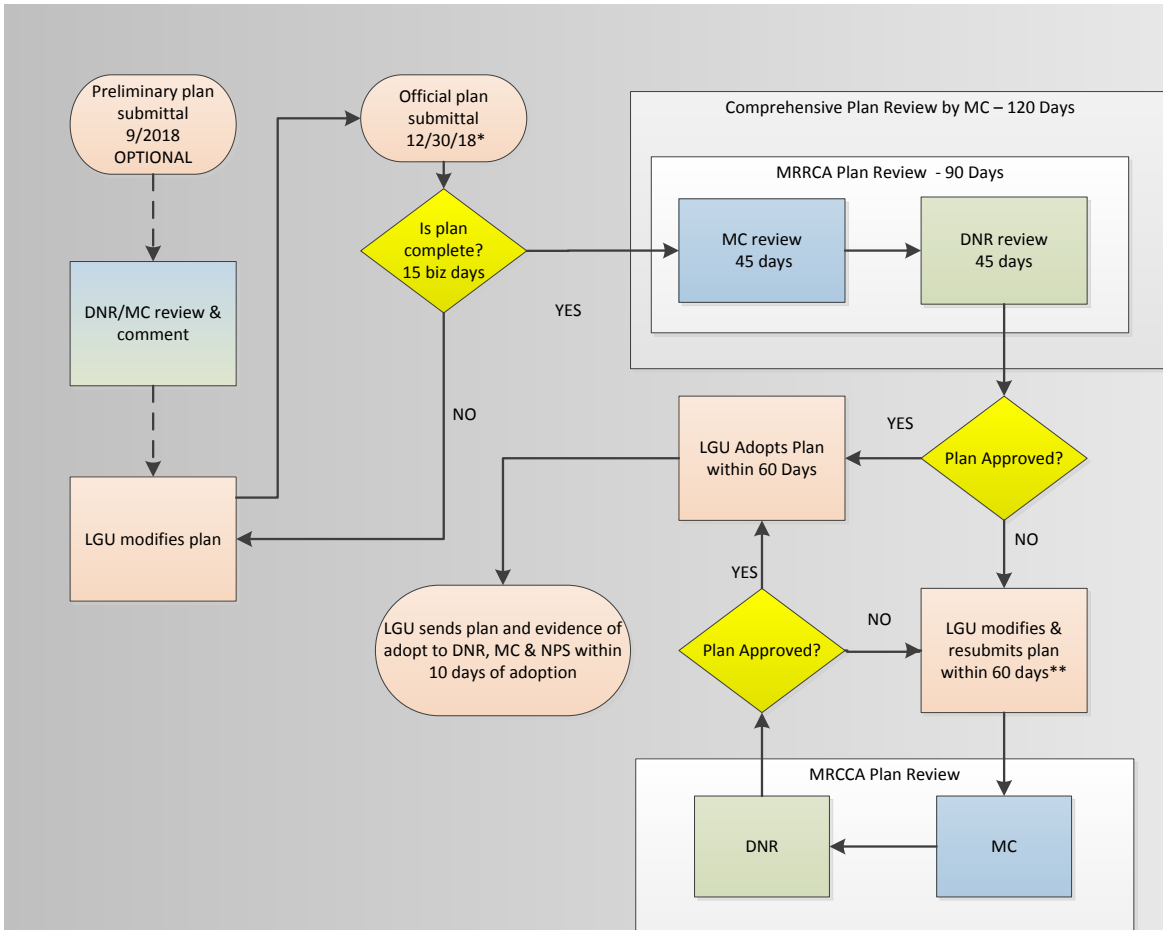 Preliminary plan
submittal
9/2018
OPTIONAL
DNR/MC review &
comment
LGU modifies plan
Official plan
submittal
12/30/18*
Is plan
complete?
15 biz days
YES
NO
Comprehensive Plan Review by MC – 120 Days
MRRCA Plan Review - 90 Days
MC review
45 days
DNR review
45 days
Plan Approved?
YES
NO
LGU Adopts Plan
within 60 Days
LGU sends plan and evidence of
adopt to DNR, MC & NPS within
10 days of adoption
LGU modifies &
resubmits plan
within 60 days**
Plan Approved?
YES
NO
MRCCA Plan Review
DNR
MC